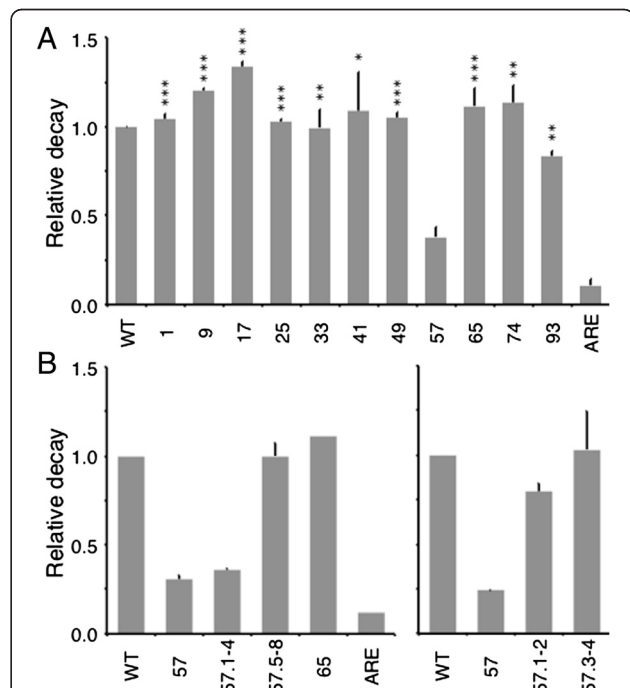 A
Relative decay
1.5
1.0
0.5
0.0
*** *** *** *** ** * *** *** ** **
WT 1 9 17 25 33 41 49 57 65 74 93 ARE
B
Relative decay
1.5
1.0
0.5
0.0
WT 57 57.1-4 57.5-8 65 ARE
WT 57 57.1-2 57.3-4